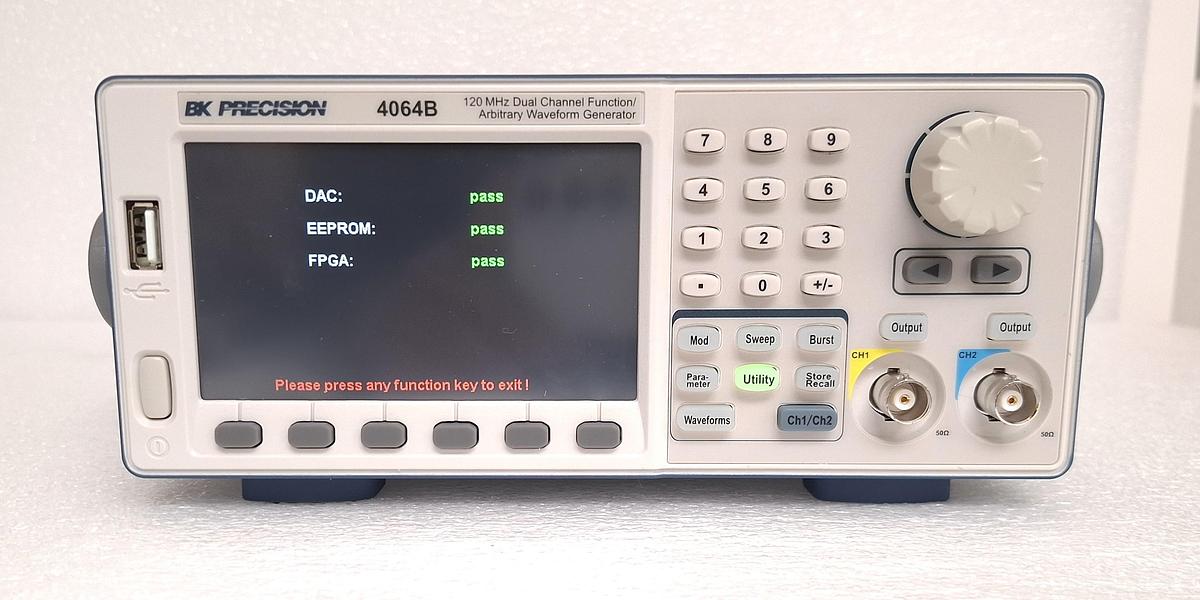 BK PRECISION
4064B
120 MHz Dual Channel Function/
Arbitrary Waveform Generator
DAC: pass
EEPROM: pass
FPGA: pass
Please press any function key to exit !
7 8 9
4 5 6
1 2 3
. 0 +/-
Mod Sweep Burst
Para-
meter
Utility
Store
Recall
Waveforms Ch1/Ch2
Output Output
CH1 CH2
50Ω 50Ω